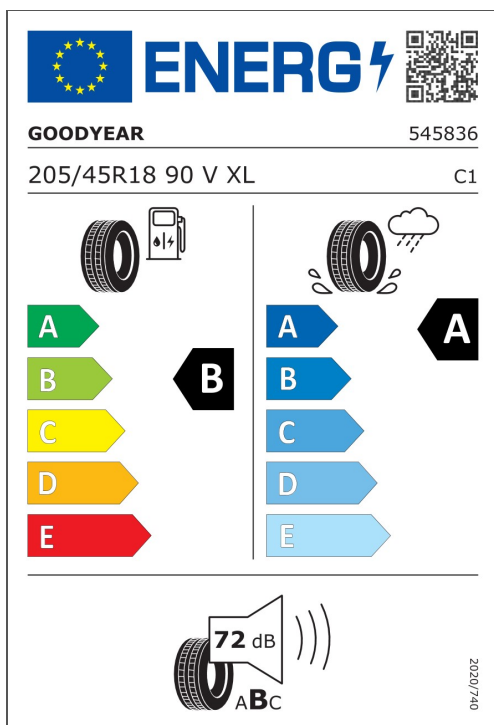 ENERG
GOODYEAR 545836
205/45R18 90 V XL C1
A A A
B B B
C C
D D
E E
72 dB
ABC
2020/740